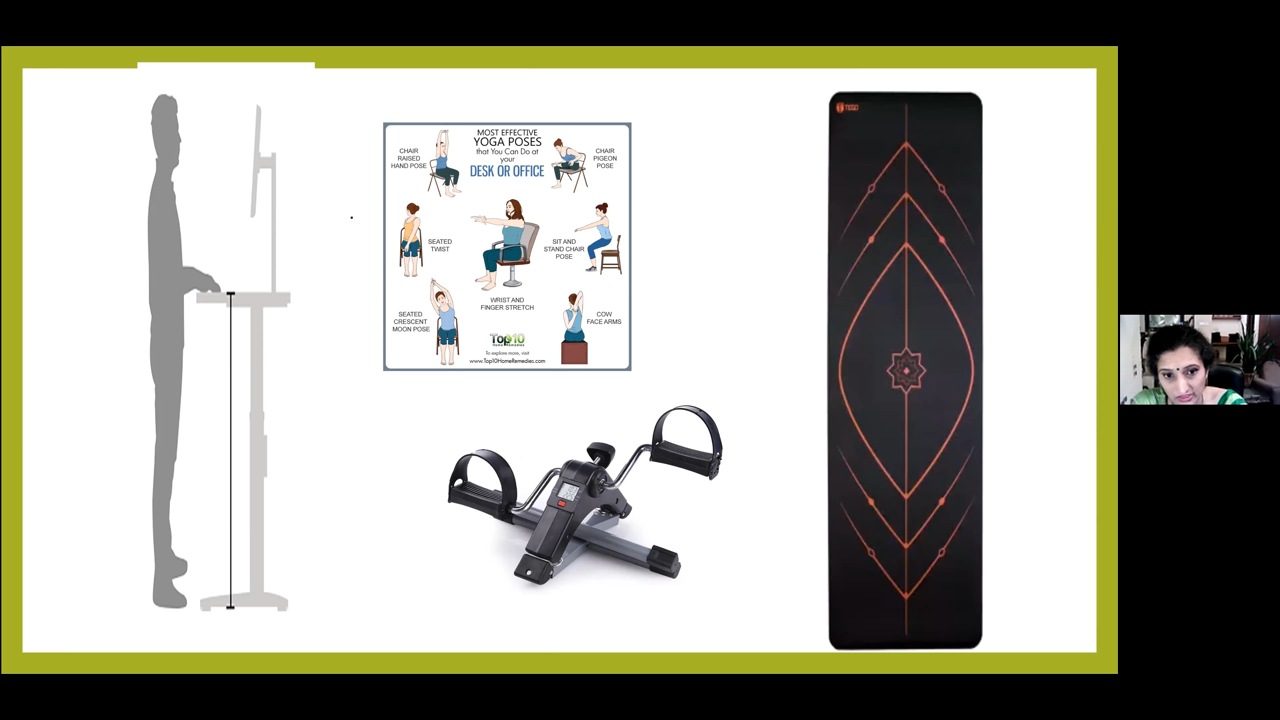 MOST EFFECTIVE
YOGA POSES
that You Can Do at
your
DESK OR OFFICE
CHAIR
RAISED
HAND POSE
CHAIR
PIGEON
POSE
SEATED
TWIST
SIT AND
STAND CHAIR
POSE
WRIST AND
FINGER STRETCH
SEATED
CRESCENT
MOON POSE
COW
FACE ARMS
Top10
Home Remedies
To explore more, visit
www.Top10HomeRemedies.com